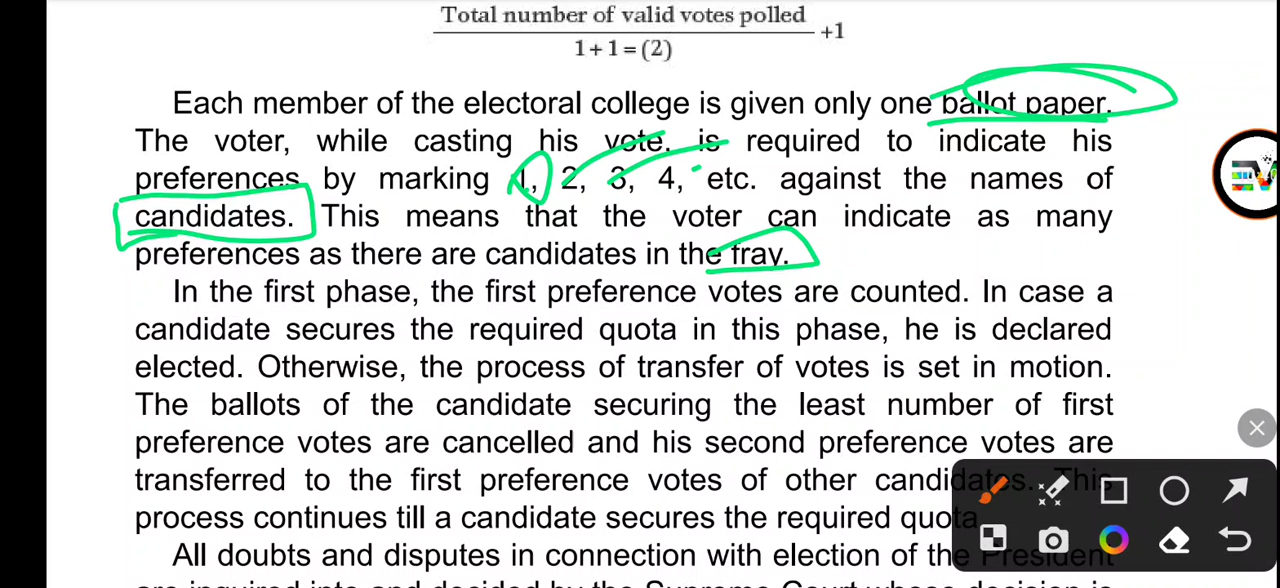 Total number of valid votes polled
1+1=(2)
+1
Each member of the electoral college is given only one ballot paper.
The voter, while casting his vote, is required to indicate his
preferences by marking 1, 2, 3, 4, etc. against the names of
candidates. This means that the voter can indicate as many
preferences as there are candidates in the fray.
In the first phase, the first preference votes are counted. In case a
candidate secures the required quota in this phase, he is declared
elected. Otherwise, the process of transfer of votes is set in motion.
The ballots of the candidate securing the least number of first
preference votes are cancelled and his second preference votes are
transferred to the first preference votes of other candidates. This
process continues till a candidate secures the required quota
All doubts and disputes in connection with election of the President
EV